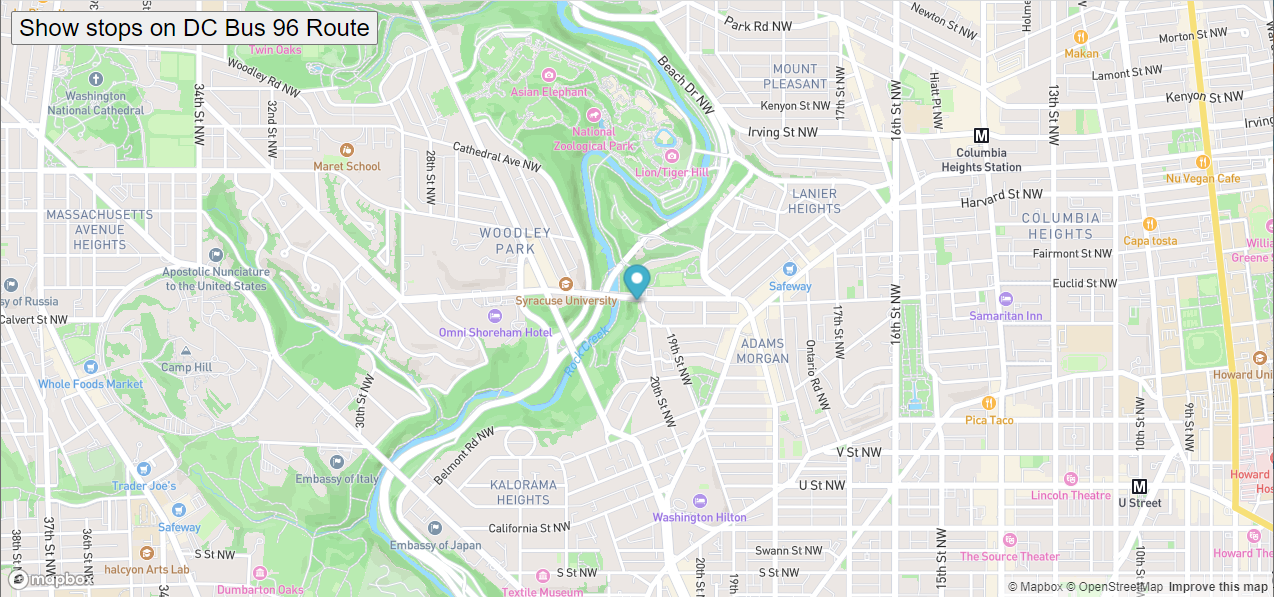 Show stops on DC Bus 96 Route
Twin Oaks
Woodley Rd NW
Washington
National Cathedral
34th St NW
32nd St NW
Maret School
28th St NW
Cathedral Ave NW
Asian Elephant
National
Zoological Park
Lion/Tiger Hill
Beach Dr NW
Park Rd NW
MOUNT
PLEASANT
Kenyon St NW
17th St NW
Irving St NW
16th St NW
Newton St NW
Hiatt Pl NW
Holme
Makan
Morton St NW
Lamont St NW
Kenyon St NW
13th St NW
Irving
M
Columbia
Heights Station
Nu Vegan Cafe
LANIER
HEIGHTS
Harvard St NW
COLUMBIA
HEIGHTS
Capa tosta
Fairmont St NW
Willia
Greene S
Euclid St NW
MASSACHUSETTS
AVENUE
HEIGHTS
WOODLEY
PARK
Apostolic Nunciature
to the United States
sy of Russia
Calvert St NW
Syracuse University
Omni Shoreham Hotel
Safeway
Samaritan Inn
Rock Creek
19th St NW
20th St NW
ADAMS
MORGAN
17th St NW
Ontario Rd NW
16th St NW
Camp Hill
Whole Foods Market
30th St NW
Howard Uni
Pica Taco
10th St NW
9th St NW
Belmont Rd NW
Embassy of Italy
V St NW
Trader Joe's
KALORAMA
HEIGHTS
U St NW
Lincoln Theatre
M
U Street
Howard
Hos
Safeway
California St NW
Washington Hilton
38th St
37th St NW
36th St NW
S St NW
Embassy of Japan
Swann St NW
15th St NW
The Source Theater
Howard The
halcyon Arts Lab
Dumbarton Oaks
S St NW
Textile Museum
20th St NW
19th
S St NW
10th St NW
mapbox
© Mapbox © OpenStreetMap Improve this map